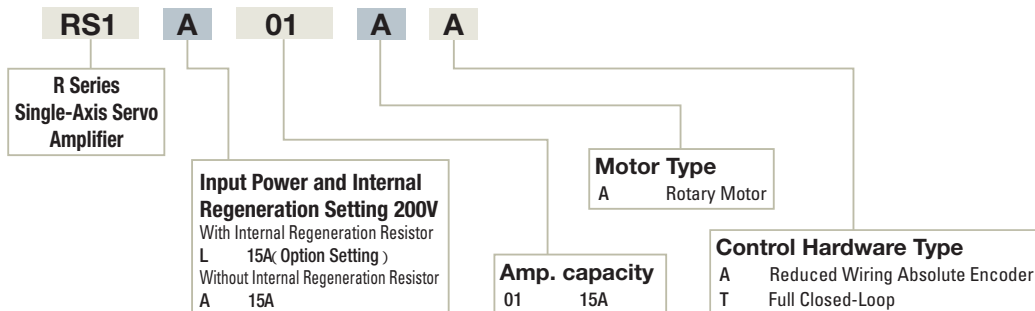 RS1 A 01 A A
R Series
Single-Axis Servo
Amplifier
Input Power and Internal
Regeneration Setting 200V
With Internal Regeneration Resistor
L 15A( Option Setting )
Without Internal Regeneration Resistor
A 15A
Amp. capacity
01 15A
Motor Type
A Rotary Motor
Control Hardware Type
A Reduced Wiring Absolute Encoder
T Full Closed-Loop